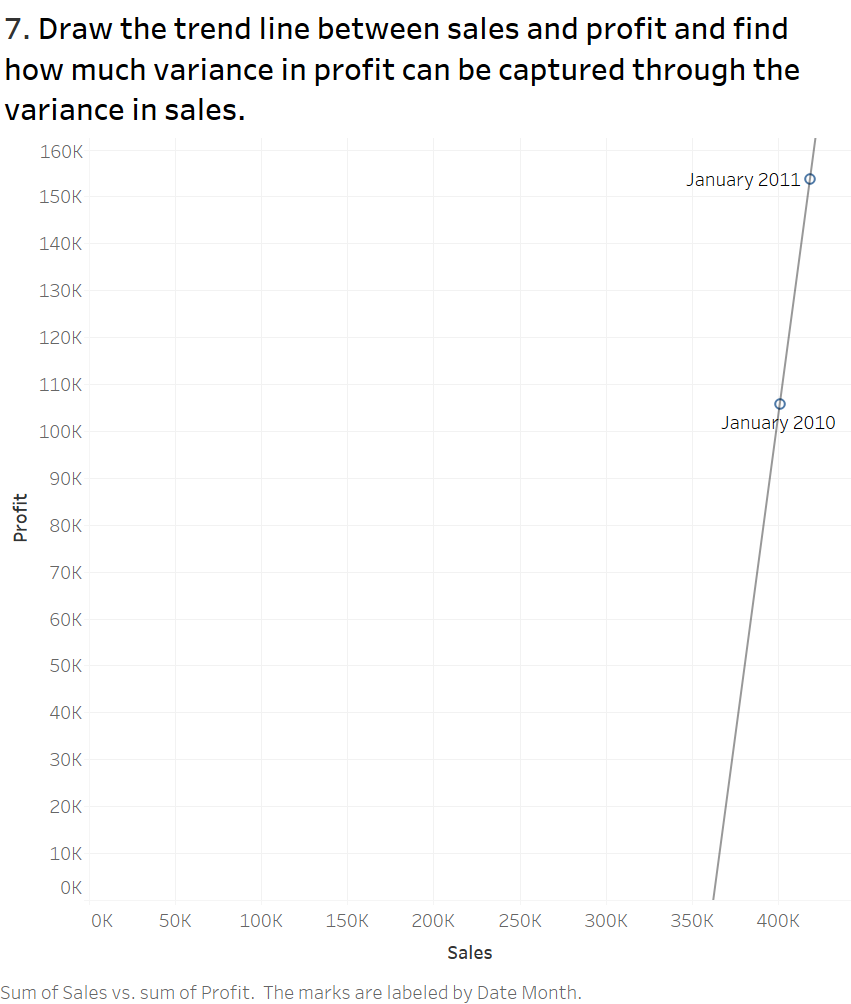 7. Draw the trend line between sales and profit and find
how much variance in profit can be captured through the
variance in sales.
160K
January 2011
150K
140K
130K
120K
110K
January 2010
100K
90K
80K
70K
60K
50K
40K
30K
20K
10K
0K
Profit
0K 50K 100K 150K 200K 250K 300K 350K 400K
Sales
Sum of Sales vs. sum of Profit. The marks are labeled by Date Month.